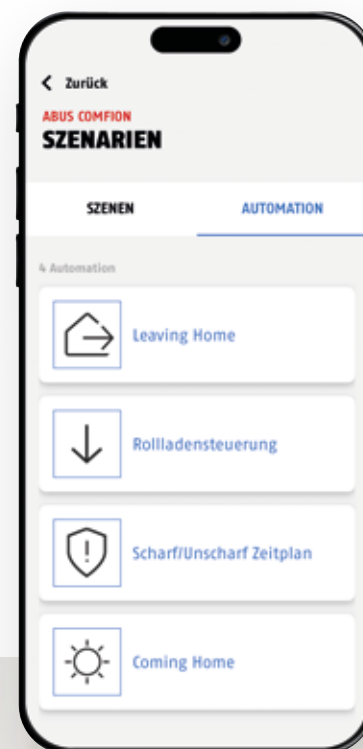 Zurück
ABUS COMFION
SZENARIEN
SZENEN AUTOMATION
4 Automation
Leaving Home
Rollladensteuerung
Scharf/Unscharf Zeitplan
Coming Home